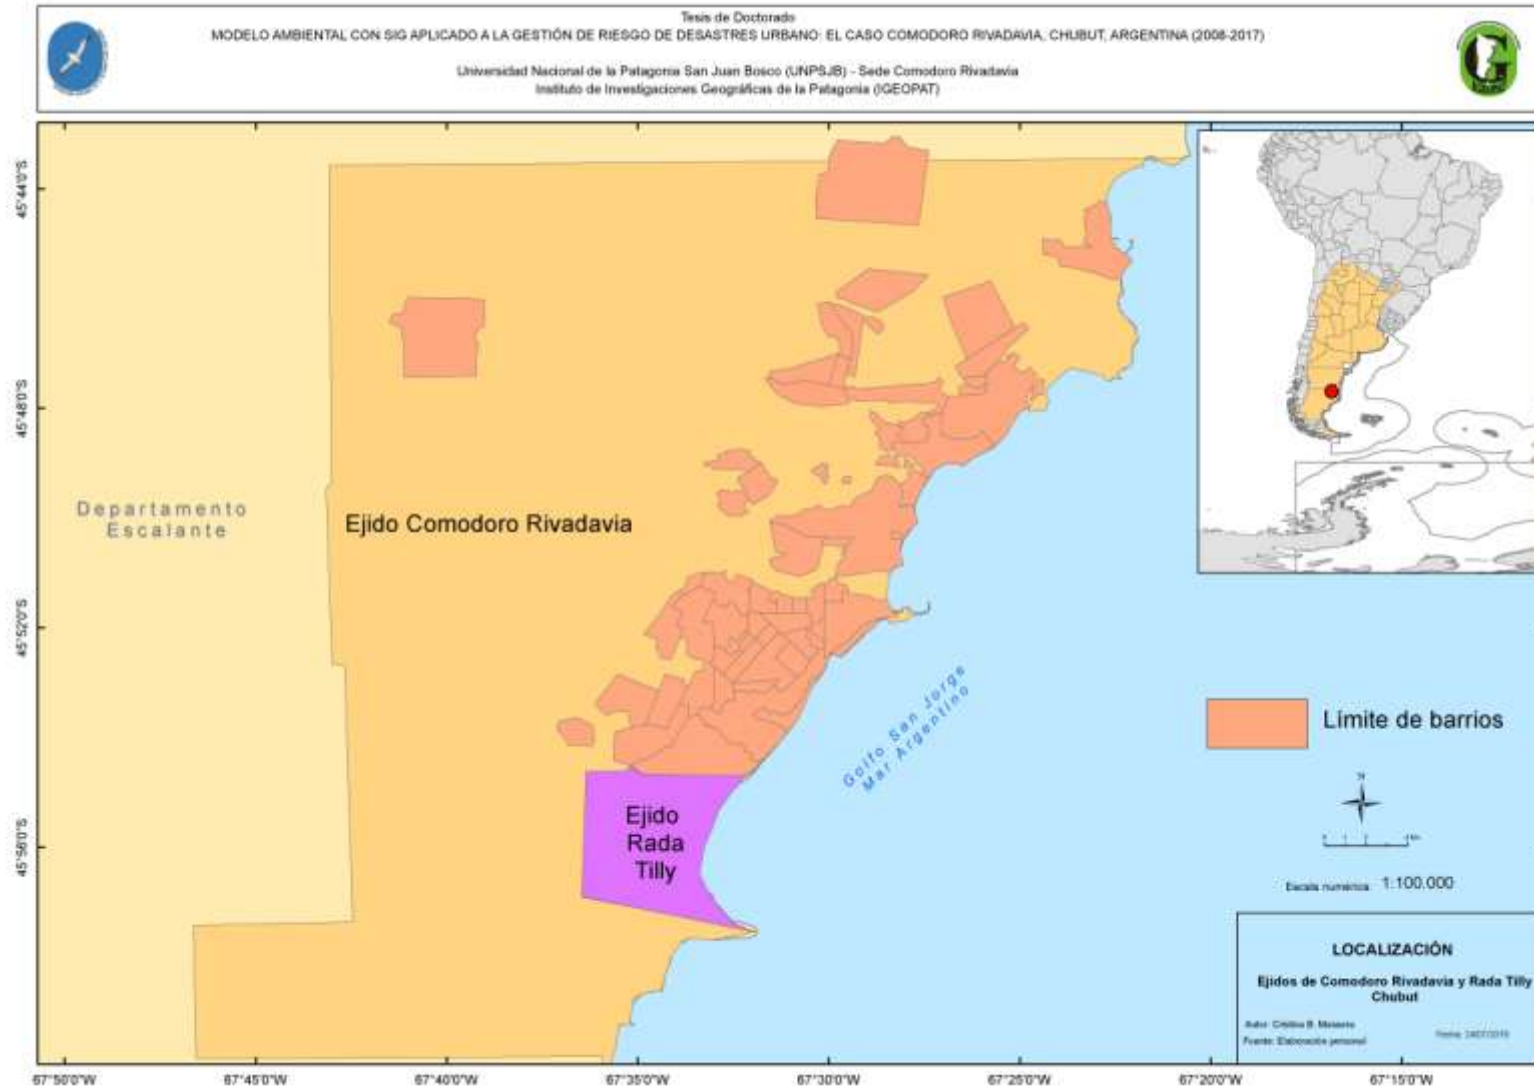 Tesis de Doctorado
MODELO AMBIENTAL CON SIG APLICADO A LA GESTIÓN DE RIESGO DE DESASTRES URBANO: EL CASO COMODORO RIVADAVIA, CHUBUT, ARGENTINA (2008-2017)
Universidad Nacional de la Patagonia San Juan Bosco (UNPSJB) - Sede Comodoro Rivadavia
Instituto de Investigaciones Geográficas de la Patagonia (IGEOPAT)
45°44'0"S
45°48'0"S
45°52'0"S
45°56'0"S
Departamento
Escalante
Ejido Comodoro Rivadavia
Ejido
Rada
Tilly
Golfo San Jorge
Mar Argentino
Límite de barrios
N
Escala numérica 1:100.000
LOCALIZACIÓN
Ejidos de Comodoro Rivadavia y Rada Tilly
Chubut
Autor: Cristina B.
Fuente: Elaboración personal
Fecha:
67°50'0"W
67°45'0"W
67°40'0"W
67°35'0"W
67°30'0"W
67°25'0"W
67°20'0"W
67°15'0"W